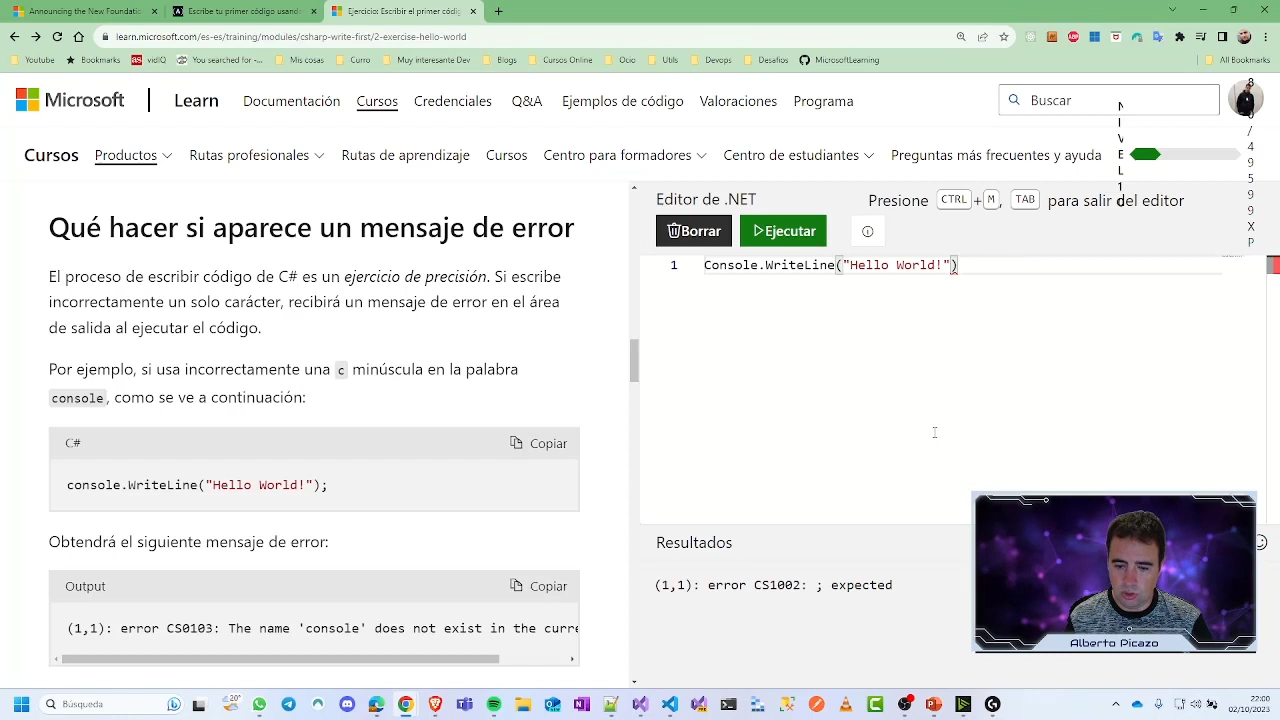 Announcing the New Foundatic
Escribe tu primer código usando
Ejercicio: Escribir el primer códig
learn.microsoft.com/es-es/training/modules/csharp-write-first/2-exercise-hello-world
Youtube
Bookmarks
vidIQ
You searched for -...
Mis cosas
Curro
Muy interesante Dev
Blogs
Cursos Online
Ocio
Utils
Devops
Desafios
MicrosoftLearning
All Bookmarks
Microsoft
Learn
Documentación
Cursos
Credenciales
Q&A
Ejemplos de código
Valoraciones
Programa
Buscar
Cursos
Productos
Rutas profesionales
Rutas de aprendizaje
Cursos
Centro para formadores
Centro de estudiantes
Preguntas más frecuentes y ayuda
Qué hacer si aparece un mensaje de error
El proceso de escribir código de C# es un ejercicio de precisión. Si escribe
incorrectamente un solo carácter, recibirá un mensaje de error en el área
de salida al ejecutar el código.
Por ejemplo, si usa incorrectamente una c minúscula en la palabra
console, como se ve a continuación:
C#
Copiar
console.WriteLine("Hello World!");
Obtendrá el siguiente mensaje de error:
Output
Copiar
(1,1): error CS0103: The name 'console' does not exist in the curre
Editor de .NET
Presione CTRL+M, TAB para salir del editor
Borrar
Ejecutar
1 Console.WriteLine("Hello World!")
Resultados
(1,1): error CS1002: ; expected
Alberto Picazo
Búsqueda
20°
22:00
02/10/2023